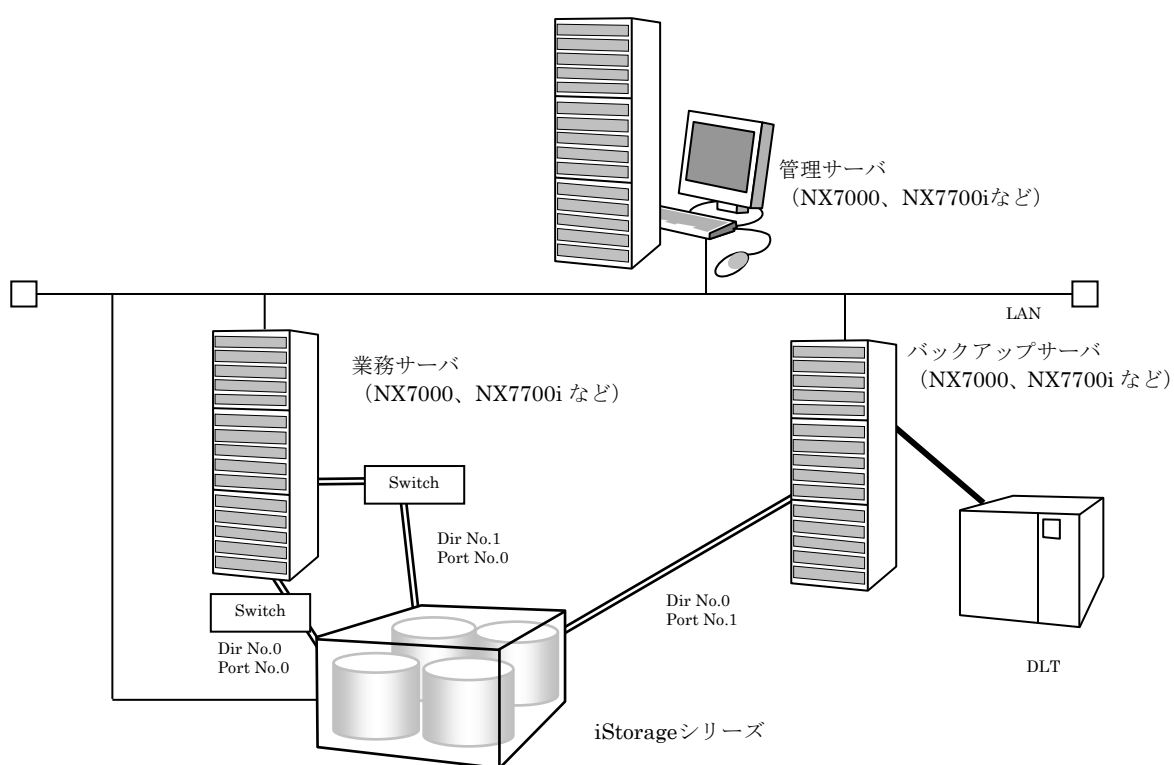 管理サーバ
（NX7000、NX7700iなど）
LAN
業務サーバ
（NX7000、NX7700i など）
バックアップサーバ
（NX7000、NX7700i など）
Switch
Dir No.1
Port No.0
Switch
Dir No.0
Port No.0
Dir No.0
Port No.1
DLT
iStorageシリーズ